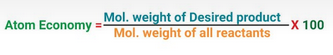 Atom Economy = Mol. weight of Desired product
Mol. weight of all reactants
X 100